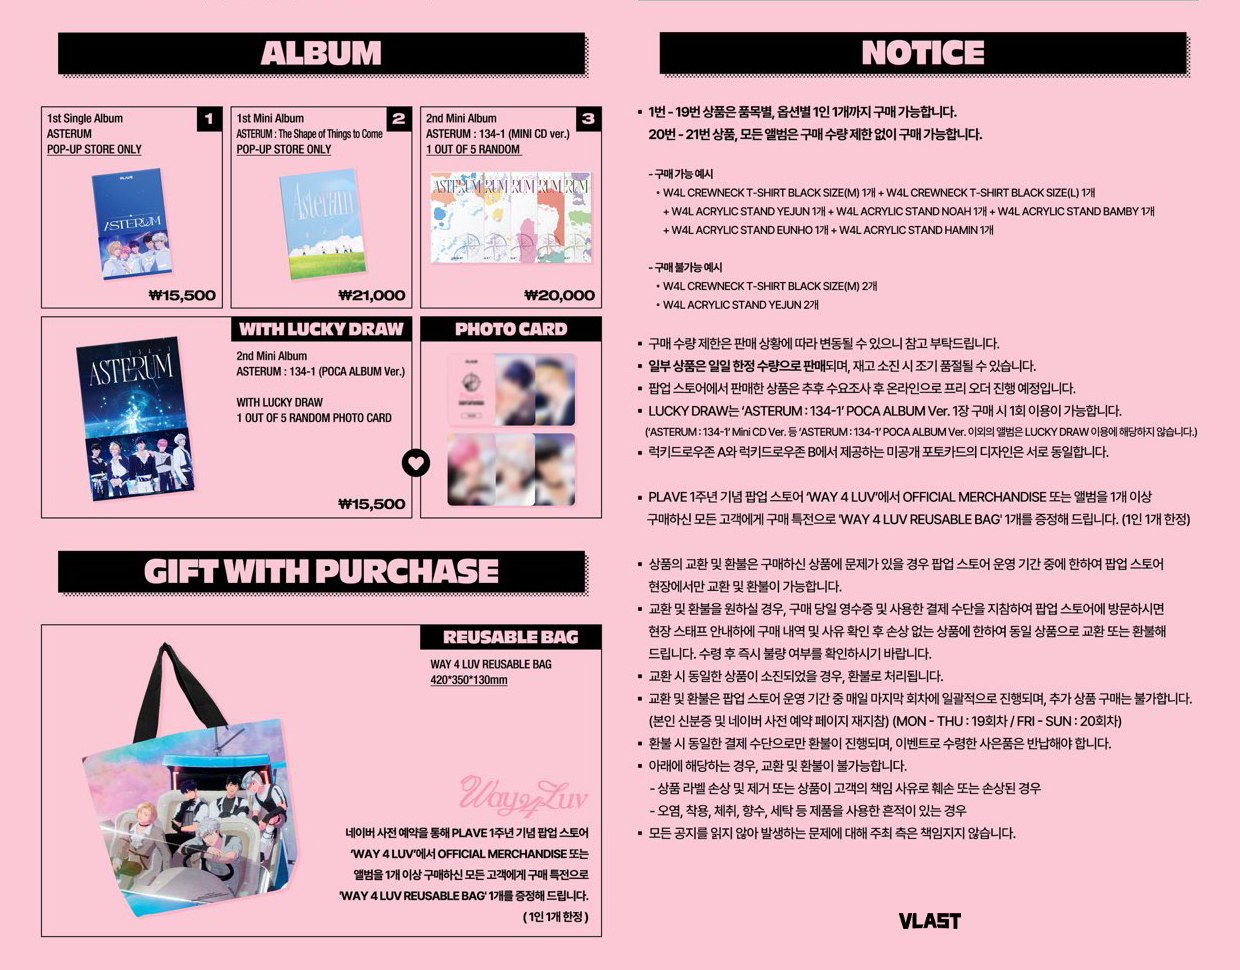 ALBUM
1st Single Album
1
ASTERUM
POP-UP STORE ONLY
PLAVE
ASTERUM
₩15,500
1st Mini Album
2
ASTERUM : The Shape of Things to Come
POP-UP STORE ONLY
Asterum
₩21,000
2nd Mini Album
3
ASTERUM : 134-1 (MINI CD ver.)
1 OUT OF 5 RANDOM
ASTERUM
₩20,000
WITH LUCKY DRAW
ASTERUM
2nd Mini Album
ASTERUM : 134-1 (POCA ALBUM Ver.)
WITH LUCKY DRAW
1 OUT OF 5 RANDOM PHOTO CARD
₩15,500
PHOTO CARD
GIFT WITH PURCHASE
REUSABLE BAG
WAY 4 LUV REUSABLE BAG
420*350*130mm
Way 4 Luv
네이버 사전 예약을 통해 PLAVE 1주년 기념 팝업 스토어
'WAY 4 LUV'에서 OFFICIAL MERCHANDISE 또는
앨범을 1개 이상 구매하신 모든 고객에게 구매 특전으로
'WAY 4 LUV REUSABLE BAG' 1개를 증정해 드립니다.
( 1인 1개 한정 )
NOTICE
▪ 1번 - 19번 상품은 품목별, 옵션별 1인 1개까지 구매 가능합니다.
20번 - 21번 상품, 모든 앨범은 구매 수량 제한 없이 구매 가능합니다.
- 구매 가능 예시
• W4L CREWNECK T-SHIRT BLACK SIZE(M) 1개 + W4L CREWNECK T-SHIRT BLACK SIZE(L) 1개
+ W4L ACRYLIC STAND YEJUN 1개 + W4L ACRYLIC STAND NOAH 1개 + W4L ACRYLIC STAND BAMBY 1개
+ W4L ACRYLIC STAND EUNHO 1개 + W4L ACRYLIC STAND HAMIN 1개
- 구매 불가능 예시
• W4L CREWNECK T-SHIRT BLACK SIZE(M) 2개
• W4L ACRYLIC STAND YEJUN 2개
▪ 구매 수량 제한은 판매 상황에 따라 변동될 수 있으니 참고 부탁드립니다.
▪ 일부 상품은 일일 한정 수량으로 판매되며, 재고 소진 시 조기 품절될 수 있습니다.
▪ 팝업 스토어에서 판매한 상품은 추후 수요조사 후 온라인으로 프리 오더 진행 예정입니다.
▪ LUCKY DRAW는 'ASTERUM : 134-1' POCA ALBUM Ver. 1장 구매 시 1회 이용이 가능합니다.
('ASTERUM : 134-1' Mini CD Ver. 등 'ASTERUM : 134-1' POCA ALBUM Ver. 이외의 앨범은 LUCKY DRAW 이용에 해당하지 않습니다.)
▪ 럭키드로우존 A와 럭키드로우존 B에서 제공하는 미공개 포토카드의 디자인은 서로 동일합니다.
▪ PLAVE 1주년 기념 팝업 스토어 'WAY 4 LUV'에서 OFFICIAL MERCHANDISE 또는 앨범을 1개 이상
구매하신 모든 고객에게 구매 특전으로 'WAY 4 LUV REUSABLE BAG' 1개를 증정해 드립니다. (1인 1개 한정)
▪ 상품의 교환 및 환불은 구매하신 상품에 문제가 있을 경우 팝업 스토어 운영 기간 중에 한하여 팝업 스토어
현장에서만 교환 및 환불이 가능합니다.
▪ 교환 및 환불을 원하실 경우, 구매 당일 영수증 및 사용한 결제 수단을 지참하여 팝업 스토어에 방문하시면
현장 스태프 안내하에 구매 내역 및 사유 확인 후 손상 없는 상품에 한하여 동일 상품으로 교환 또는 환불해
드립니다. 수령 후 즉시 불량 여부를 확인하시기 바랍니다.
▪ 교환 시 동일한 상품이 소진되었을 경우, 환불로 처리됩니다.
▪ 교환 및 환불은 팝업 스토어 운영 기간 중 매일 마지막 회차에 일괄적으로 진행되며, 추가 상품 구매는 불가합니다.
(본인 신분증 및 네이버 사전 예약 페이지 재지참) (MON - THU : 19회차 / FRI - SUN : 20회차)
▪ 환불 시 동일한 결제 수단으로만 환불이 진행되며, 이벤트로 수령한 사은품은 반납해야 합니다.
▪ 아래에 해당하는 경우, 교환 및 환불이 불가능합니다.
- 상품 라벨 손상 및 제거 또는 상품이 고객의 책임 사유로 훼손 또는 손상된 경우
- 오염, 착용, 체취, 향수, 세탁 등 제품을 사용한 흔적이 있는 경우
▪ 모든 공지를 읽지 않아 발생하는 문제에 대해 주최 측은 책임지지 않습니다.
VLAST